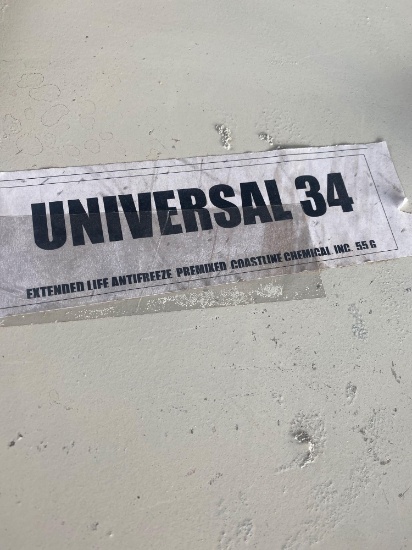 UNIVERSAL 34
EXTENDED LIFE ANTIFREEZE PREMIXED COASTLINE CHEMICAL INC. 55 G